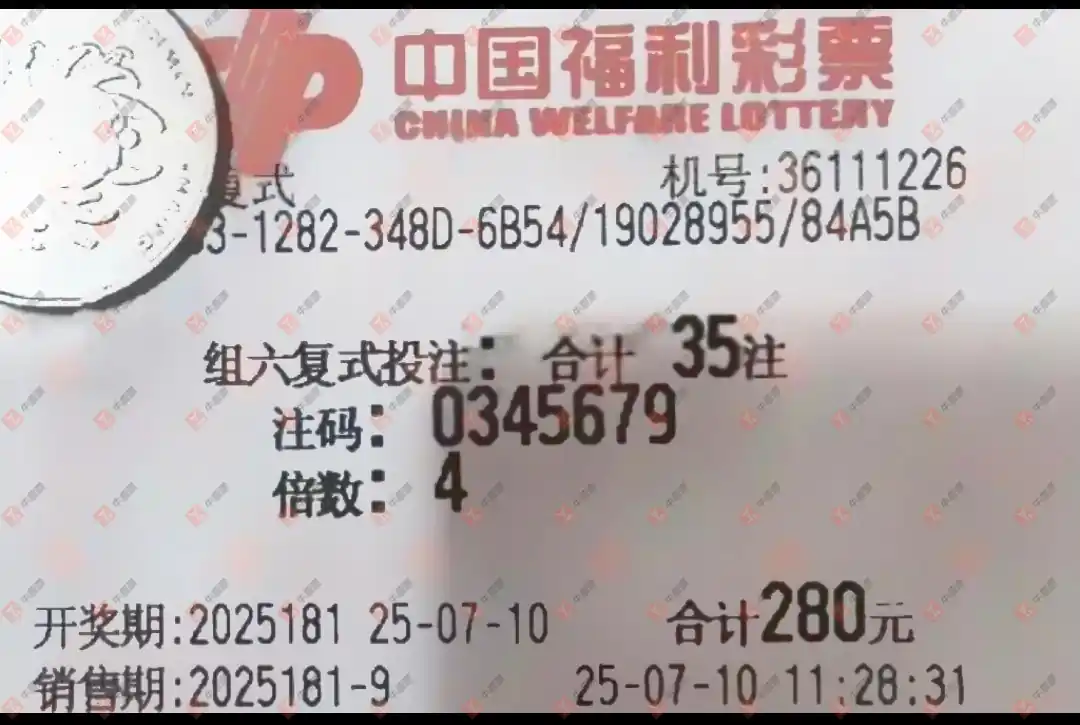 中国福利彩票
CHINA WELFARE LOTTERY
复式 机号:36111226
3-1282-348D-6B54/19028955/84A5B
组六复式投注: 合计 35注
注码: 0345679
倍数: 4
开奖期:2025181 25-07-10 合计280元
销售期:2025181-9 25-07-10 11:28:31